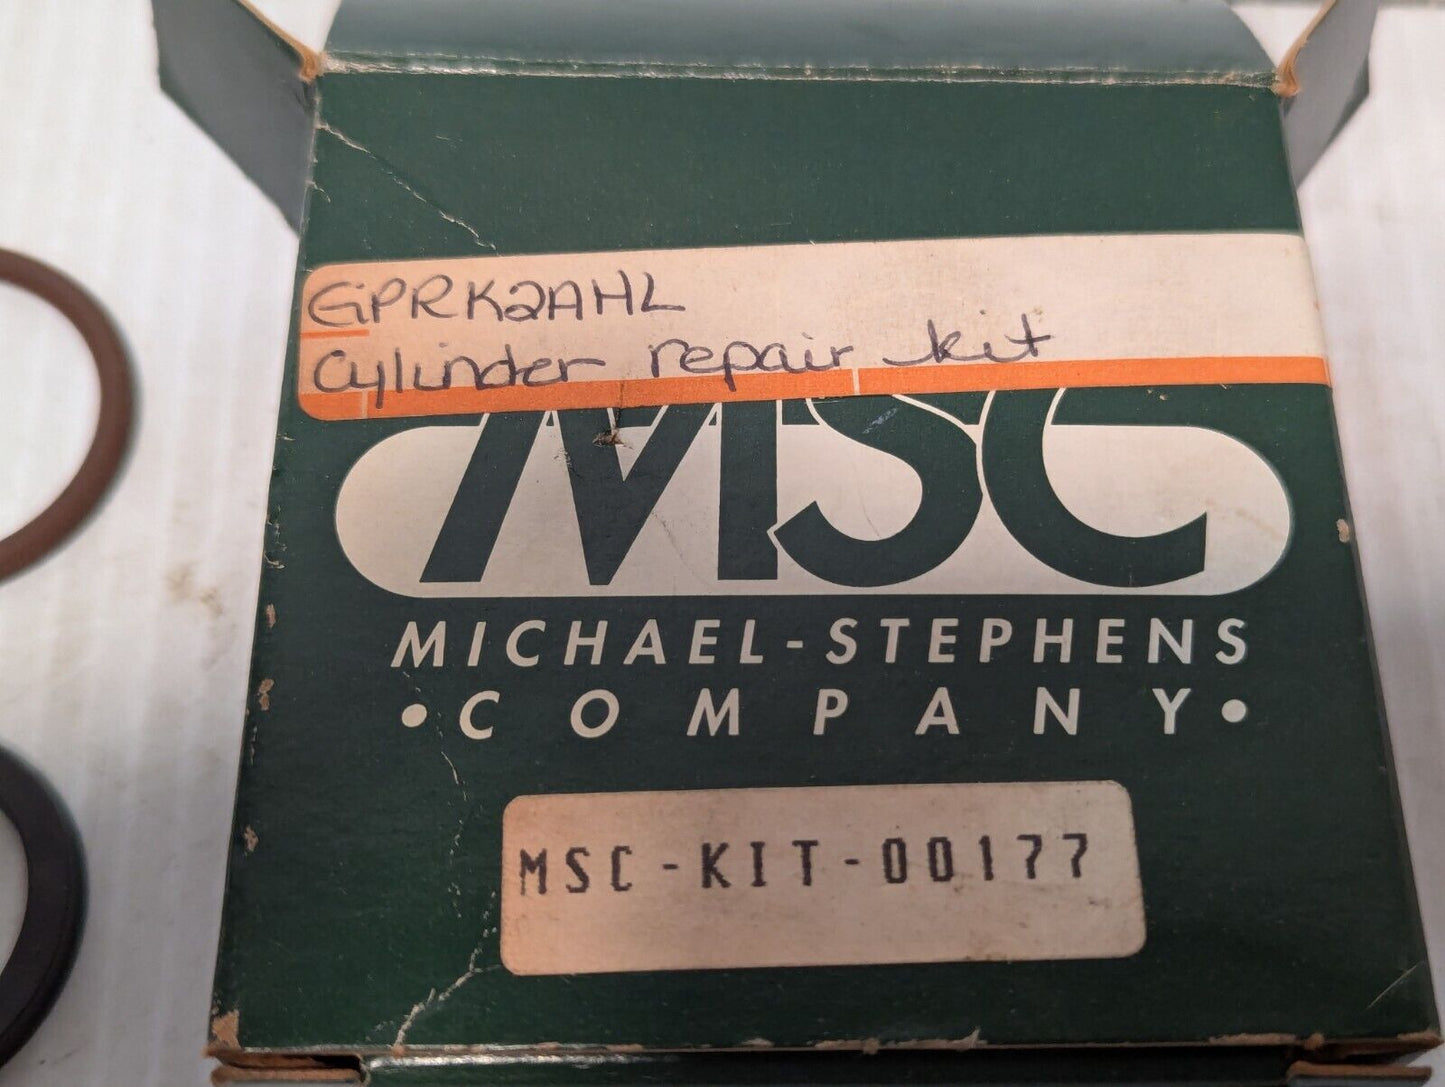 GPRK2AHL
Cylinder repair kit
MSC
MICHAEL-STEPHENS
• COMPANY •
MSC-KIT-00177